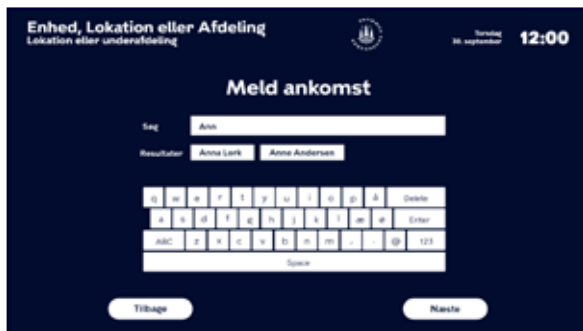 Enhed, Lokation eller Afdeling
Lokation eller underafdeling
Torsdag
30. september
12:00
Meld ankomst
Søg
Ann
Resultater
Anna Lork
Anne Andersen
q w e r t y u i o p å Delete
a s d f g h j k l æ ø Enter
ABC z x c v b n m , . @ 123
Space
Tilbage
Næste